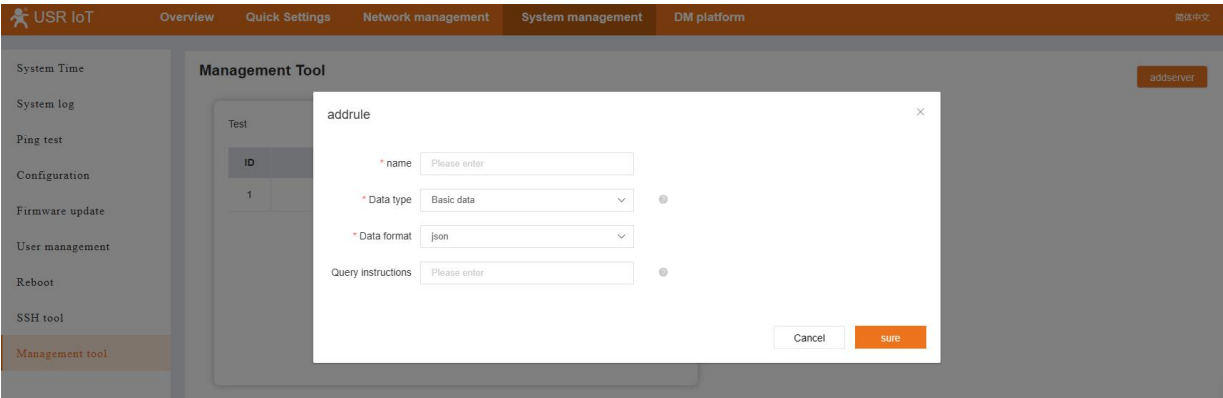 USR IoT Overview Quick Settings Network management System management DM platform 简体中文
System Time
System log
Ping test
Configuration
Firmware update
User management
Reboot
SSH tool
Management tool
Management Tool
addserver
Test
ID
1
addrule
* name Please enter
* Data type Basic data
* Data format json
Query instructions Please enter
Cancel sure